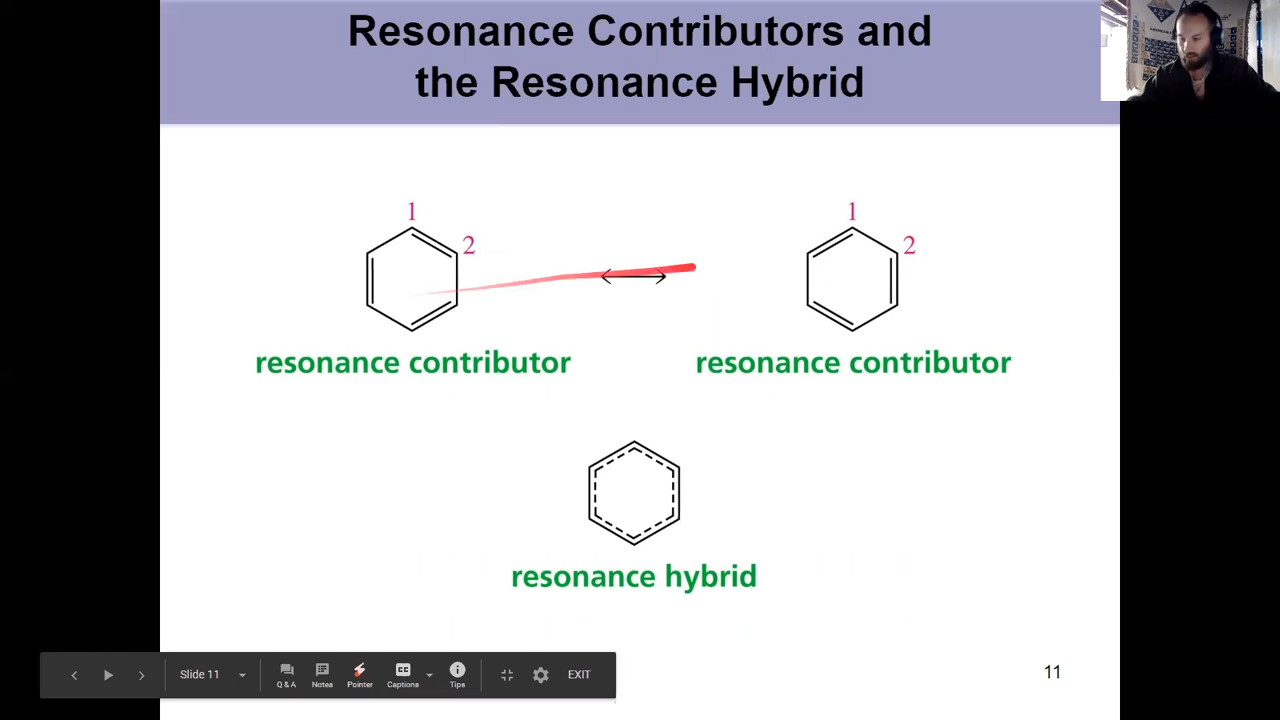 Resonance Contributors and
the Resonance Hybrid
1
2
1
2
resonance contributor
resonance contributor
resonance hybrid
Slide 11
Q & A
Notes
Pointer
Captions
Tips
EXIT
11